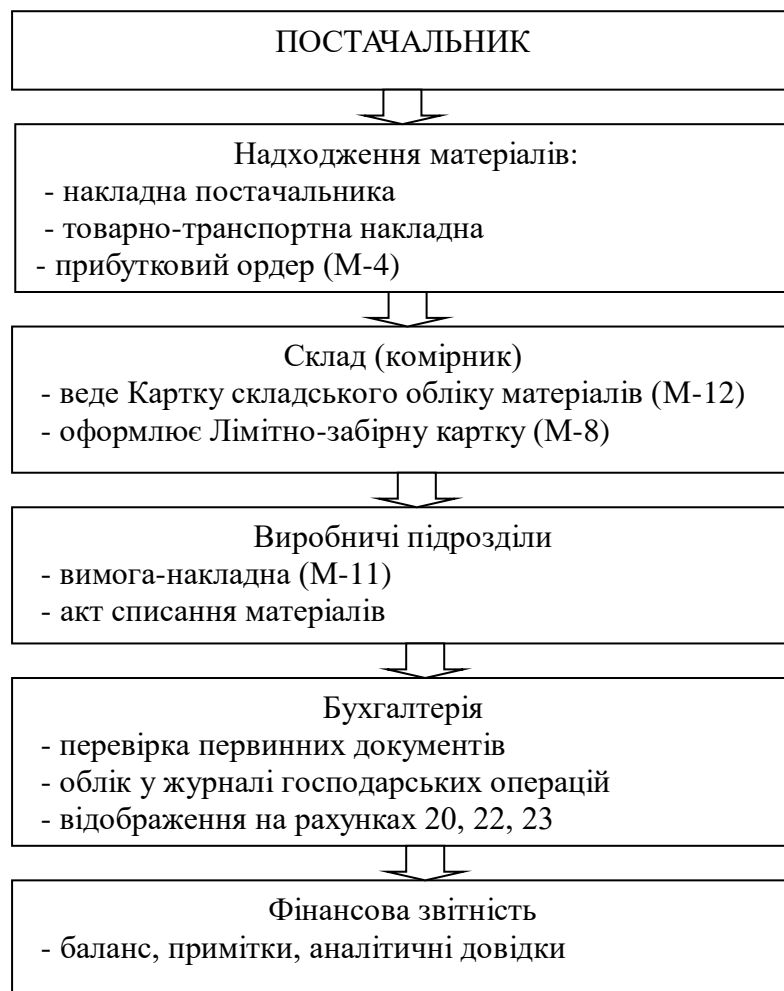 ПОСТАЧАЛЬНИК
Надходження матеріалів:
- накладна постачальника
- товарно-транспортна накладна
- прибутковий ордер (М-4)
Склад (комірник)
- веде Картку складського обліку матеріалів (М-12)
- оформлює Лімітно-забірну картку (М-8)
Виробничі підрозділи
- вимога-накладна (М-11)
- акт списання матеріалів
Бухгалтерія
- перевірка первинних документів
- облік у журналі господарських операцій
- відображення на рахунках 20, 22, 23
Фінансова звітність
- баланс, примітки, аналітичні довідки